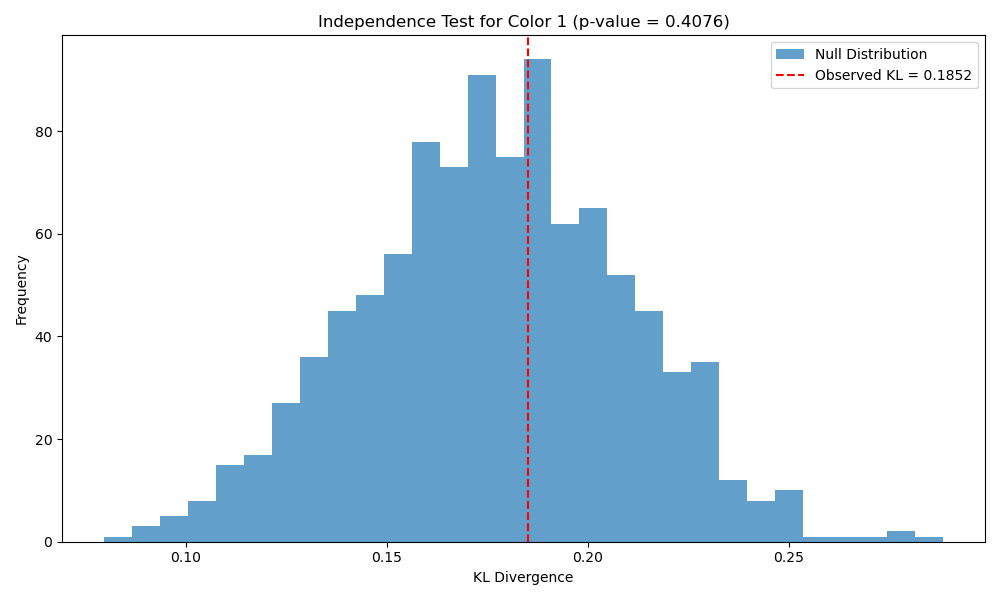 Independence Test for Color 1 (p-value = 0.4076)
Null Distribution
Observed KL = 0.1852
Frequency
80
60
40
20
0
0.10 0.15 0.20 0.25
KL Divergence